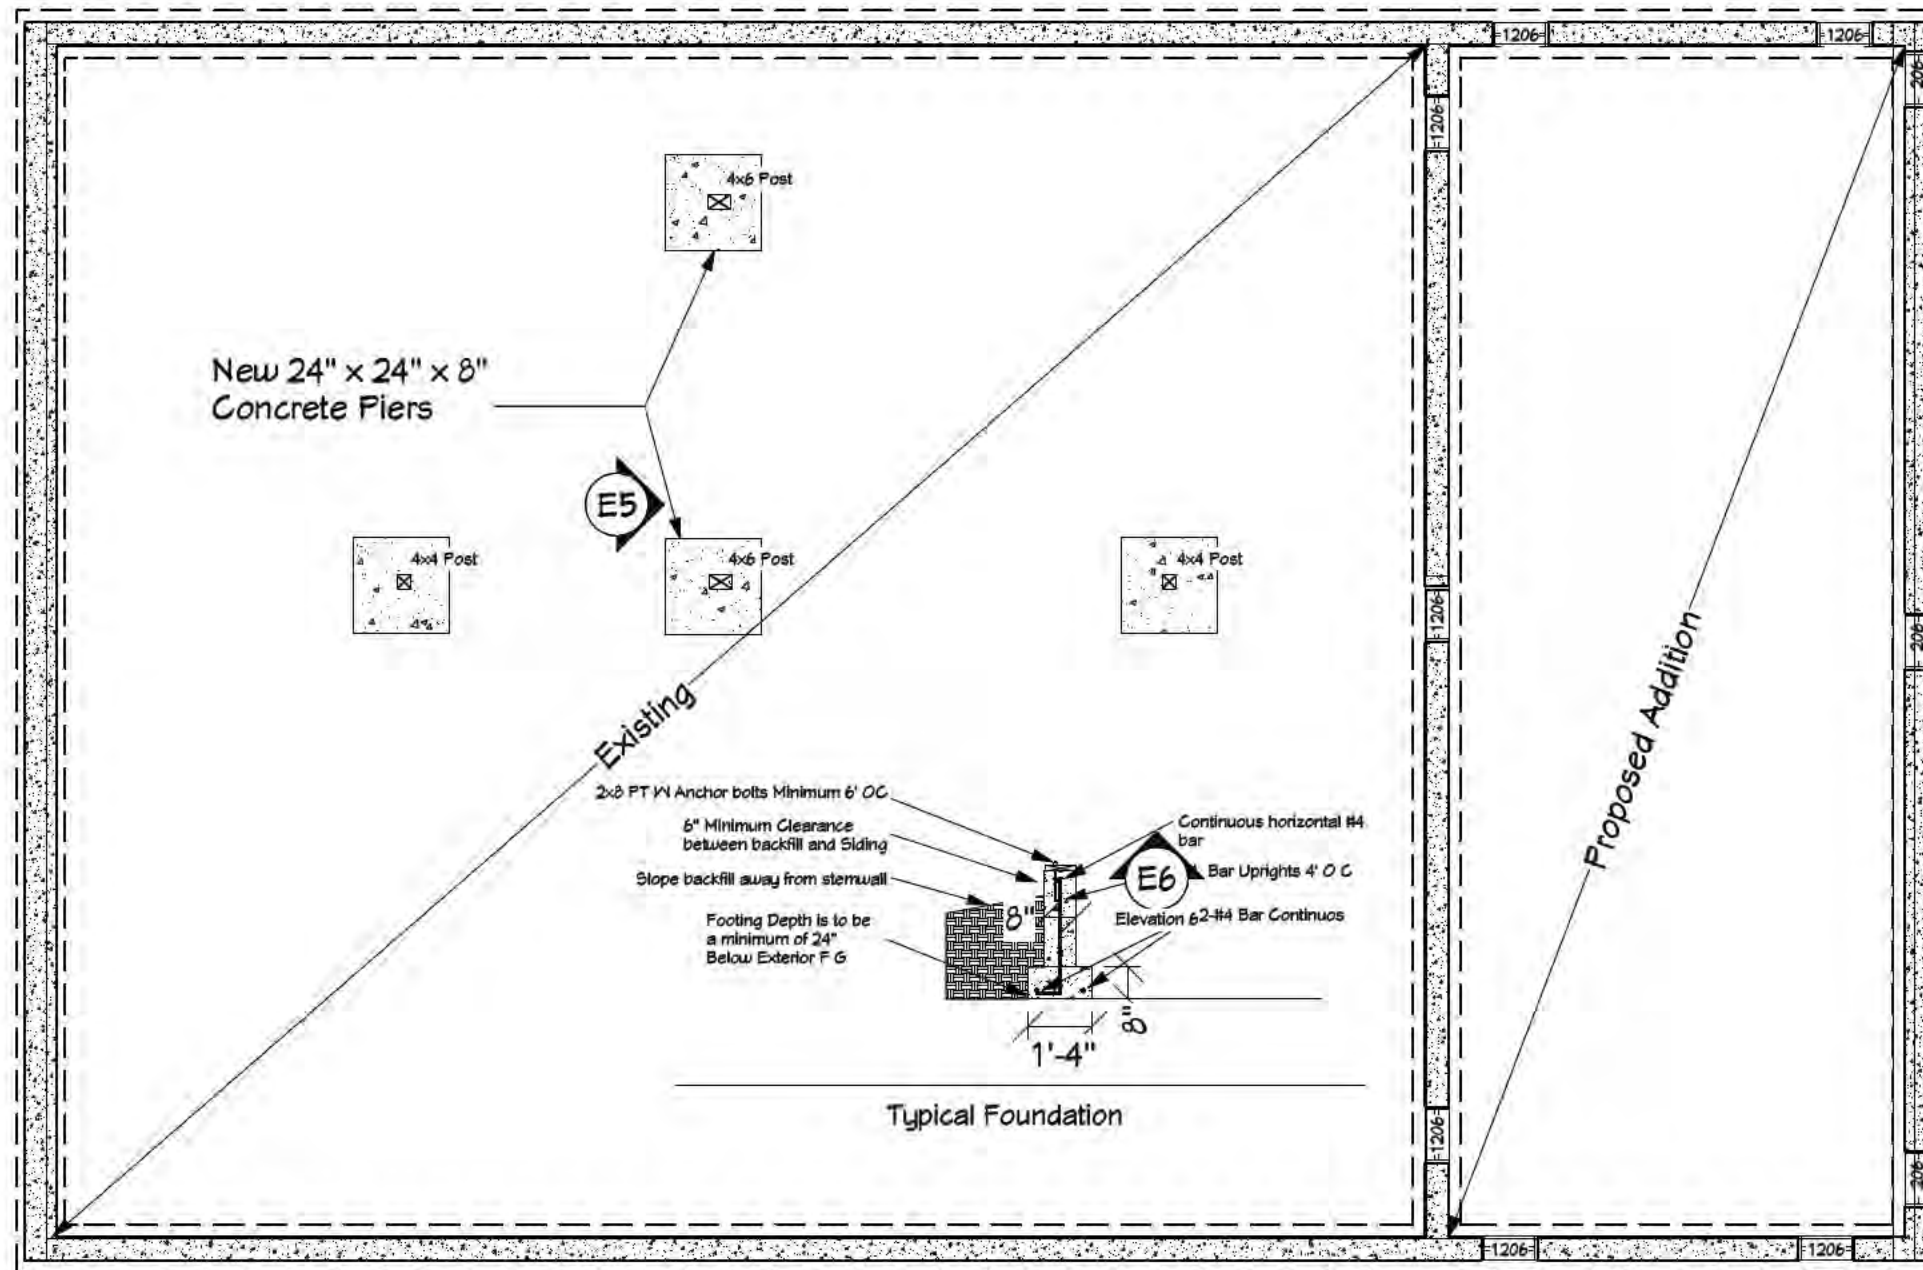 =1206=
=1206=
206
=1206=
4x6 Post
New 24" x 24" x 8"
Concrete Piers
E5
4x4 Post
4x6 Post
4x4 Post
=1206=
206
Existing
Proposed Addition
2x8 PT W Anchor bolts Minimum 6' OC
6" Minimum Clearance
between backfill and Siding
Slope backfill away from stemwall
Footing Depth is to be
a minimum of 24"
Below Exterior F G
Continuous horizontal #4
bar
E6
Bar Uprights 4' O C
Elevation 6
2-#4 Bar Continuos
8"
8"
1'-4"
Typical Foundation
=1206=
206
=1206=
=1206=